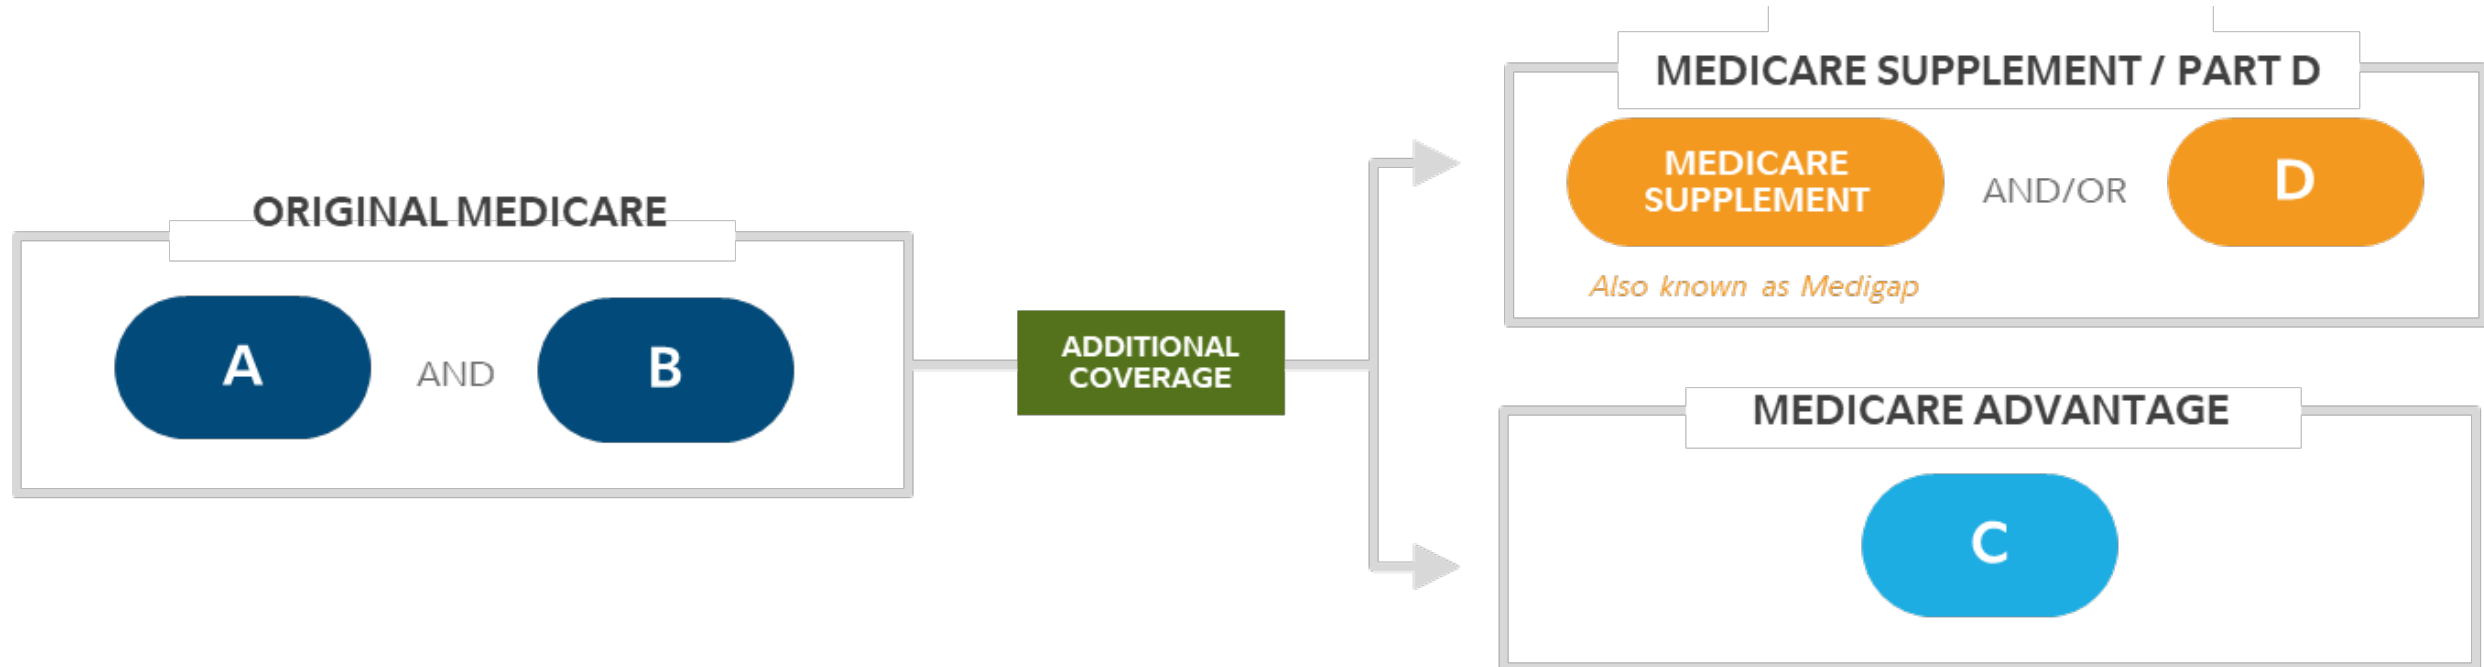 ORIGINAL MEDICARE
A AND B
ADDITIONAL
COVERAGE
MEDICARE SUPPLEMENT / PART D
MEDICARE
SUPPLEMENT
AND/OR
D
Also known as Medigap
MEDICARE ADVANTAGE
C